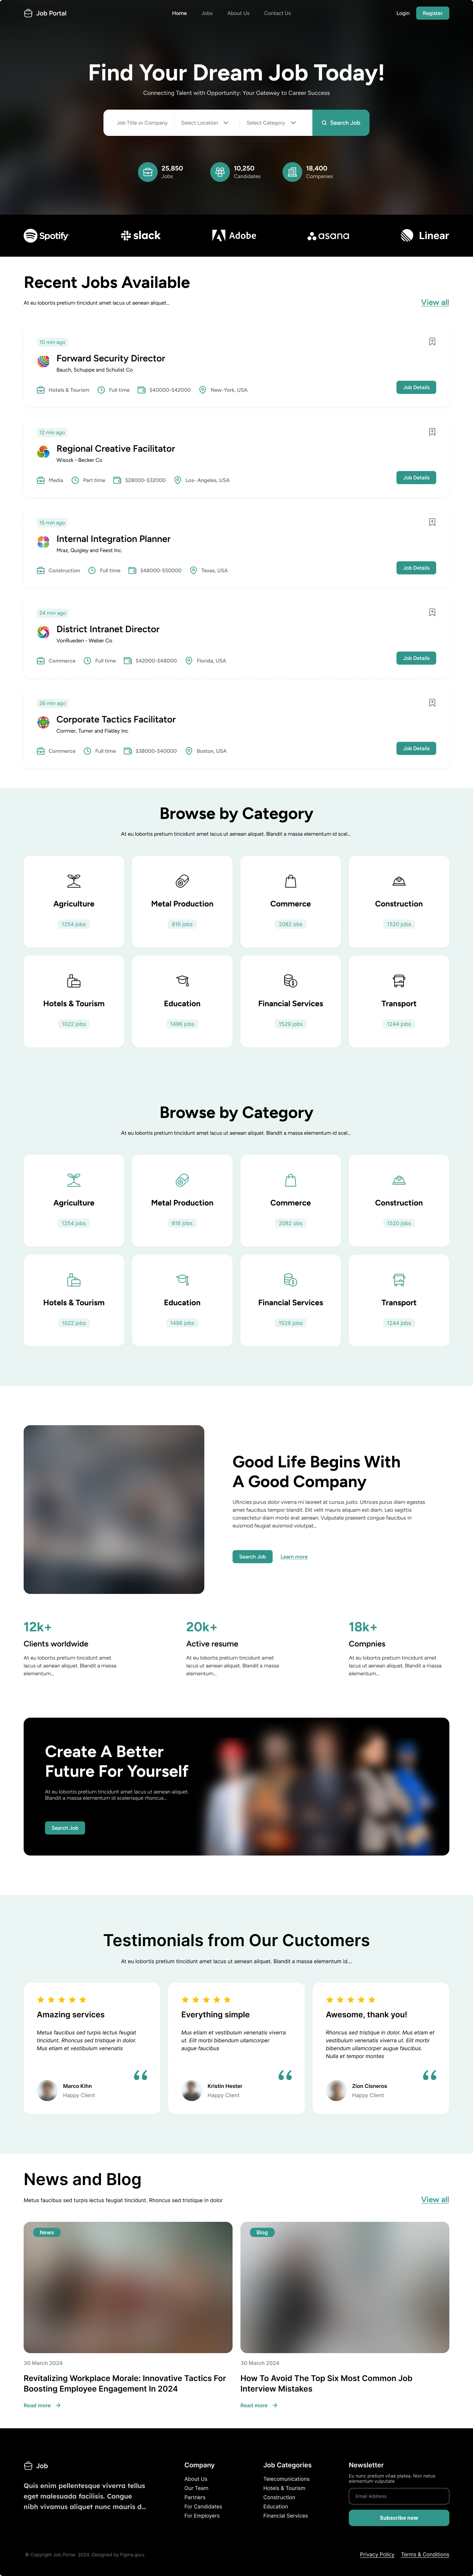 Job Portal
Home Jobs About Us Contact Us
Login Register
Find Your Dream Job Today!
Connecting Talent with Opportunity: Your Gateway to Career Success
Job Title or Company Select Location Select Category Search Job
25,850
Jobs
10,250
Candidates
18,400
Companies
Spotify slack Adobe asana Linear
Recent Jobs Available
At eu lobortis pretium tincidunt amet lacus ut aenean aliquet...
View all
10 min ago
Forward Security Director
Bauch, Schuppe and Schulist Co
Hotels & Tourism Full time $40000-$42000 New-York, USA
Job Details
12 min ago
Regional Creative Facilitator
Wisozk - Becker Co
Media Part time $28000-$32000 Los- Angeles, USA
Job Details
15 min ago
Internal Integration Planner
Mraz, Quigley and Feest Inc.
Construction Full time $48000-$50000 Texas, USA
Job Details
24 min ago
District Intranet Director
VonRueden - Weber Co
Commerce Full time $42000-$48000 Florida, USA
Job Details
26 min ago
Corporate Tactics Facilitator
Cormier, Turner and Flatley Inc
Commerce Full time $38000-$40000 Boston, USA
Job Details
Browse by Category
At eu lobortis pretium tincidunt amet lacus ut aenean aliquet. Blandit a massa elementum id scel...
Agriculture
1254 jobs
Metal Production
816 jobs
Commerce
2082 obs
Construction
1520 jobs
Hotels & Tourism
1022 jobs
Education
1496 jobs
Financial Services
1529 jobs
Transport
1244 jobs
Browse by Category
At eu lobortis pretium tincidunt amet lacus ut aenean aliquet. Blandit a massa elementum id scel...
Agriculture
1254 jobs
Metal Production
816 jobs
Commerce
2082 obs
Construction
1520 jobs
Hotels & Tourism
1022 jobs
Education
1496 jobs
Financial Services
1529 jobs
Transport
1244 jobs
Good Life Begins With
A Good Company
Ultricies purus dolor viverra mi laoreet at cursus justo. Ultrices purus diam egestas
amet faucibus tempor blandit. Elit velit mauris aliquam est diam. Leo sagittis
consectetur diam morbi erat aenean. Vulputate praesent congue faucibus in
euismod feugiat euismod volutpat...
Search Job Learn more
12k+
Clients worldwide
At eu lobortis pretium tincidunt amet
lacus ut aenean aliquet. Blandit a massa
elementum...
20k+
Active resume
At eu lobortis pretium tincidunt amet
lacus ut aenean aliquet. Blandit a massa
elementum...
18k+
Compnies
At eu lobortis pretium tincidunt amet
lacus ut aenean aliquet. Blandit a massa
elementum...
Create A Better
Future For Yourself
At eu lobortis pretium tincidunt amet lacus ut aenean aliquet.
Blandit a massa elementum id scelerisque rhoncus...
Search Job
Testimonials from Our Cuctomers
At eu lobortis pretium tincidunt amet lacus ut aenean aliquet. Blandit a massa elementum id...
Amazing services
Metus faucibus sed turpis lectus feugiat
tincidunt. Rhoncus sed tristique in dolor.
Mus etiam et vestibulum venenatis
Marco Kihn
Happy Client
Everything simple
Mus etiam et vestibulum venenatis viverra
ut. Elit morbi bibendum ullamcorper
augue faucibus
Kristin Hester
Happy Client
Awesome, thank you!
Rhoncus sed tristique in dolor. Mus etiam et
vestibulum venenatis viverra ut. Elit morbi
bibendum ullamcorper augue faucibus.
Nulla et tempor montes
Zion Cisneros
Happy Client
News and Blog
Metus faucibus sed turpis lectus feugiat tincidunt. Rhoncus sed tristique in dolor
View all
News
30 March 2024
Revitalizing Workplace Morale: Innovative Tactics For
Boosting Employee Engagement In 2024
Read more
Blog
30 March 2024
How To Avoid The Top Six Most Common Job
Interview Mistakes
Read more
Job
Quis enim pellentesque viverra tellus
eget malesuada facilisis. Congue
nibh vivamus aliquet nunc mauris d...
Company
About Us
Our Team
Partners
For Candidates
For Employers
Job Categories
Telecomunications
Hotels & Tourism
Construction
Education
Financial Services
Newsletter
Eu nunc pretium vitae platea. Non netus
elementum vulputate
Email Address
Subscribe now
© Copyright Job Portal 2024. Designed by Figma.guru
Privacy Policy Terms & Conditions